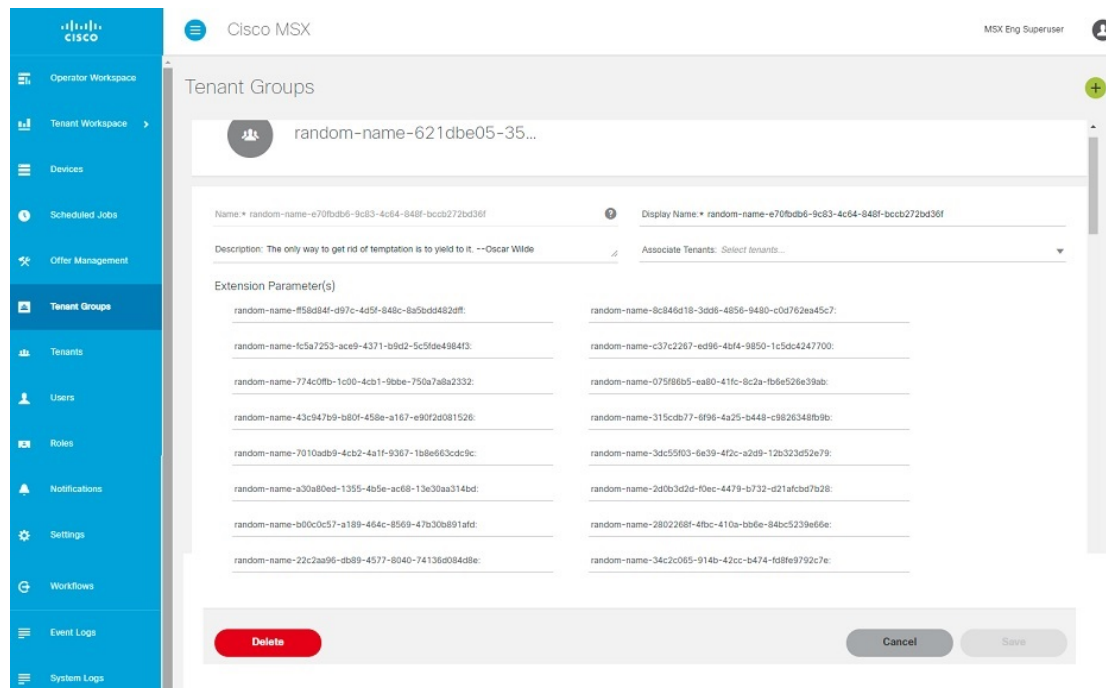 CISCO
Cisco MSX
MSX Eng Superuser
Operator Workspace
Tenant Workspace
Devices
Scheduled Jobs
Offer Management
Tenant Groups
Tenants
Users
Roles
Notifications
Settings
Workflows
Event Logs
System Logs
Tenant Groups
random-name-621dbe05-35...
Name:* random-name-e70fbdb6-9c83-4c64-848f-bccb272bd36f
Display Name:* random-name-e70fbdb6-9c83-4c64-848f-bccb272bd36f
Description: The only way to get rid of temptation is to yield to it. --Oscar Wilde
Associate Tenants: Select tenants...
Extension Parameter(s)
random-name-ff58d84f-d97c-4d5f-848c-8a5bdd482dff:
random-name-8c846d18-3dd6-4856-9480-c0d762ea45c7:
random-name-fc5a7253-ace9-4371-b9d2-5c5fde4984f3:
random-name-c37c2267-ed96-4bf4-9850-1c5dc4247700:
random-name-774c0ffb-1c00-4cb1-9bbe-750a7a8a2332:
random-name-075f86b5-ea80-41fc-8c2a-fb6e526e39ab:
random-name-43c947b9-b80f-458e-a167-e90f2d081526:
random-name-315cdb77-6f96-4a25-b448-c9826348fb9b:
random-name-7010adb9-4cb2-4a1f-9367-1b8e663cdc9c:
random-name-3dc55f03-6e39-4f2c-a2d9-12b323d52e79:
random-name-a30a80ed-1355-4b5e-ac68-13e30aa314bd:
random-name-2d0b3d2d-f0ec-4479-b732-d21afcbd7b28:
random-name-b00c0c57-a189-464c-8569-47b30b891afd:
random-name-2802268f-4fbc-410a-bb6e-84bc5239e66e:
random-name-22c2aa96-db89-4577-8040-74136d084d8e:
random-name-34c2c065-914b-42cc-b474-fd8fe9792c7e:
Delete
Cancel
Save